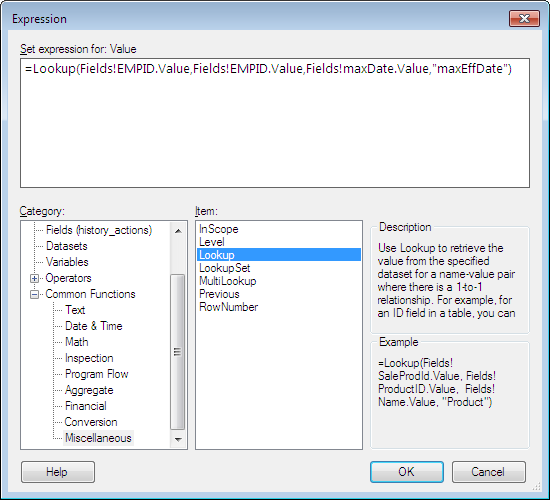 Expression
Set expression for: Value
=Lookup(Fields!EMPID.Value,Fields!EMPID.Value,Fields!maxDate.Value,"maxEffDate")
Category:
Fields (history_actions)
Datasets
Variables
Operators
Common Functions
Text
Date & Time
Math
Inspection
Program Flow
Aggregate
Financial
Conversion
Miscellaneous
Item:
InScope
Level
Lookup
LookupSet
MultiLookup
Previous
RowNumber
Description
Use Lookup to retrieve the
value from the specified
dataset for a name-value pair
where there is a 1-to-1
relationship. For example, for
an ID field in a table, you can
Example
=Lookup(Fields!
SaleProdId.Value, Fields!
ProductID.Value, Fields!
Name.Value, "Product")
Help
OK
Cancel